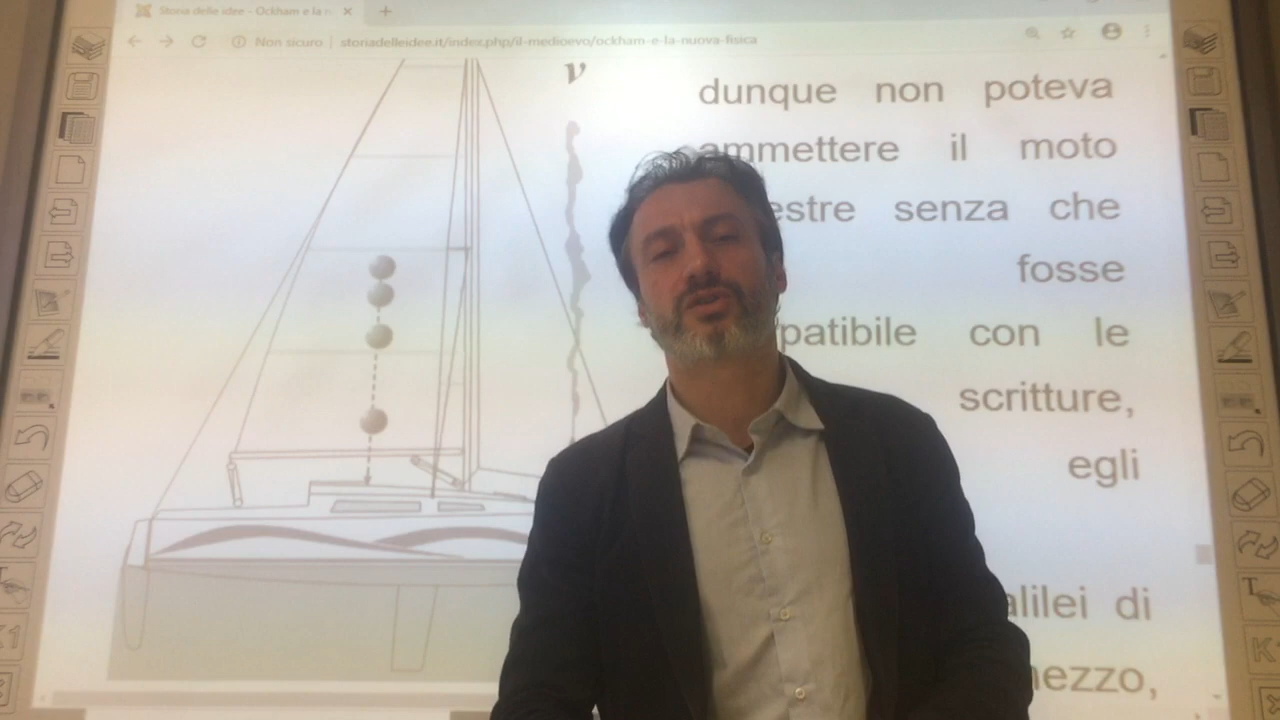 Storia delle idee - Ockham e la n
Non sicuro | storiadelleidee.it/index.php/il-medioevo/ockham-e-la-nuova-fisica
v
dunque non poteva
ammettere il moto
estre senza che
fosse
patibile con le
scritture,
egli
alilei di
nezzo,